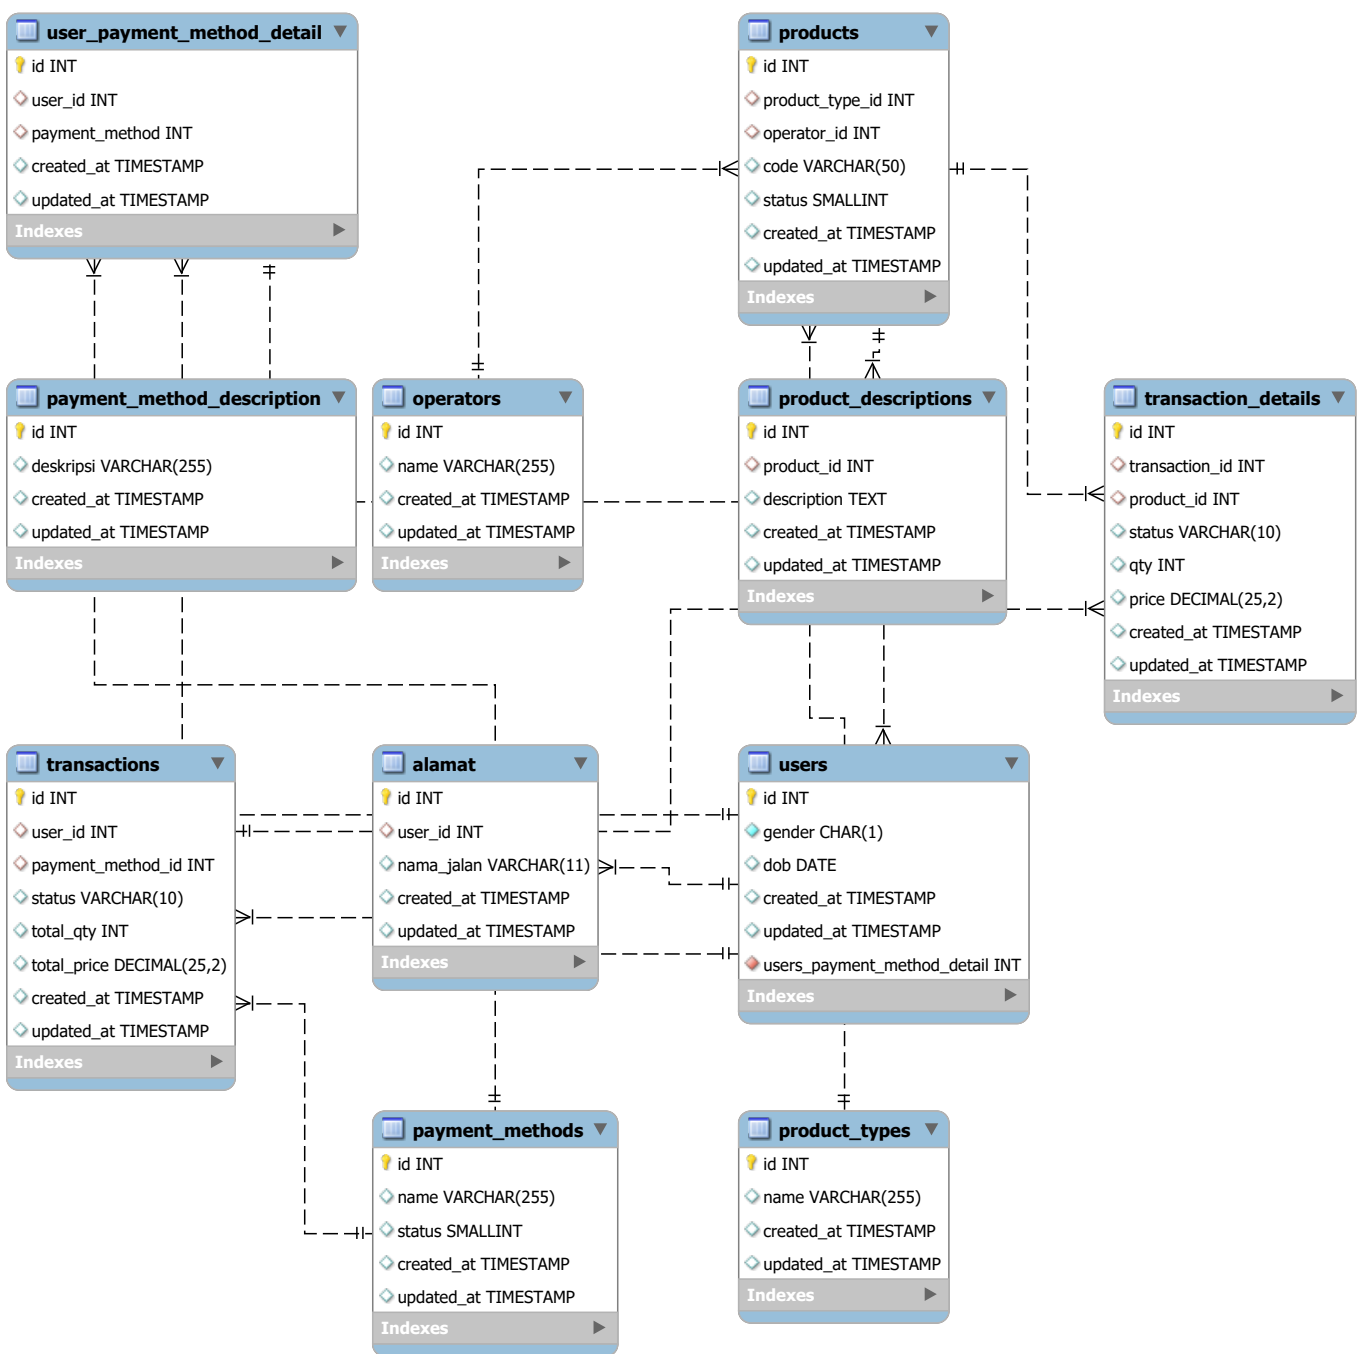 user_payment_method_detail
id INT
user_id INT
payment_method INT
created_at TIMESTAMP
updated_at TIMESTAMP
Indexes
products
id INT
product_type_id INT
operator_id INT
code VARCHAR(50)
status SMALLINT
created_at TIMESTAMP
updated_at TIMESTAMP
Indexes
payment_method_description
id INT
deskripsi VARCHAR(255)
created_at TIMESTAMP
updated_at TIMESTAMP
Indexes
operators
id INT
name VARCHAR(255)
created_at TIMESTAMP
updated_at TIMESTAMP
Indexes
product_descriptions
id INT
product_id INT
description TEXT
created_at TIMESTAMP
updated_at TIMESTAMP
Indexes
transaction_details
id INT
transaction_id INT
product_id INT
status VARCHAR(10)
qty INT
price DECIMAL(25,2)
created_at TIMESTAMP
updated_at TIMESTAMP
Indexes
transactions
id INT
user_id INT
payment_method_id INT
status VARCHAR(10)
total_qty INT
total_price DECIMAL(25,2)
created_at TIMESTAMP
updated_at TIMESTAMP
Indexes
alamat
id INT
user_id INT
nama_jalan VARCHAR(11)
created_at TIMESTAMP
updated_at TIMESTAMP
Indexes
users
id INT
gender CHAR(1)
dob DATE
created_at TIMESTAMP
updated_at TIMESTAMP
users_payment_method_detail INT
Indexes
payment_methods
id INT
name VARCHAR(255)
status SMALLINT
created_at TIMESTAMP
updated_at TIMESTAMP
Indexes
product_types
id INT
name VARCHAR(255)
created_at TIMESTAMP
updated_at TIMESTAMP
Indexes